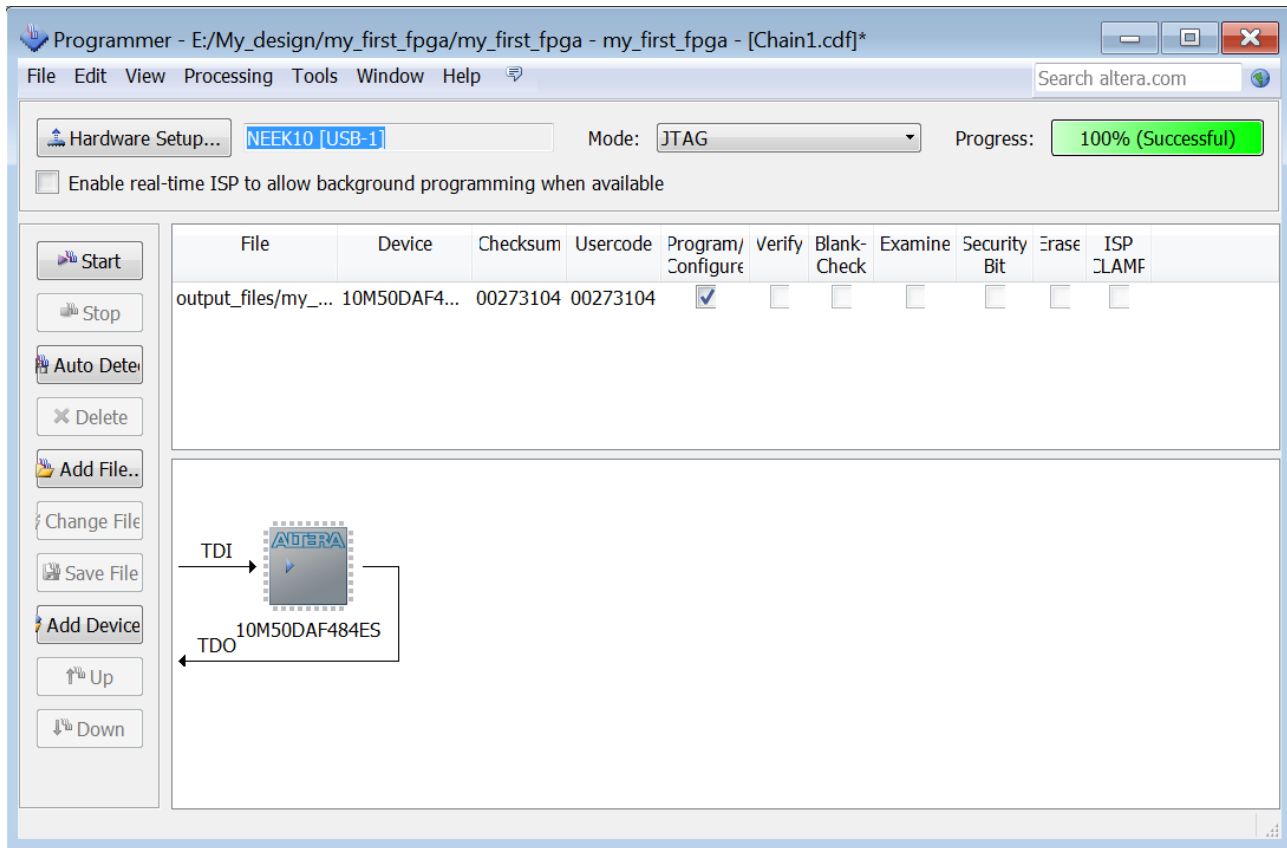 Programmer - E:/My_design/my_first_fpga/my_first_fpga - my_first_fpga - [Chain1.cdf]*
File Edit View Processing Tools Window Help
Search altera.com
Hardware Setup... NEEK10 [USB-1] Mode: JTAG Progress: 100% (Successful)
Enable real-time ISP to allow background programming when available
Start
Stop
Auto Dete
Delete
Add File..
Change File
Save File
Add Device
Up
Down
File Device Checksum Usercode Program/ Verify Blank- Examine Security Erase ISP
Configure Check Bit CLAMP
output_files/my_... 10M50DAF4... 00273104 00273104
TDI
ALTERA
10M50DAF484ES
TDO